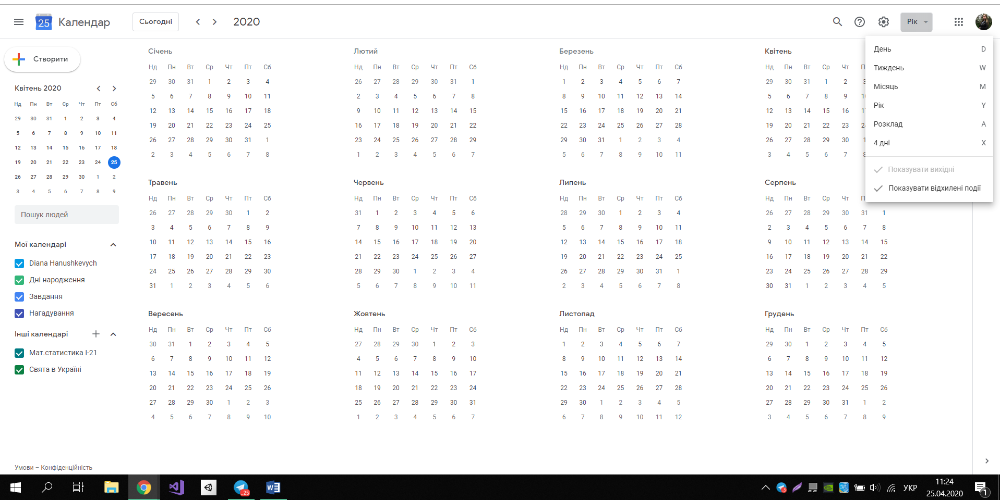 25 Календар Сьогодні 2020 Рік
Створити
Квітень 2020
Нд Пн Вт Ср Чт Пт Сб
29 30 31 1 2 3 4
5 6 7 8 9 10 11
12 13 14 15 16 17 18
19 20 21 22 23 24 25
26 27 28 29 30 1 2
3 4 5 6 7 8 9
Пошук людей
Мої календарі
Diana Hanushkevych
Дні народження
Завдання
Нагадування
Інші календарі
Мат.статистика І-21
Свята в Україні
Умови – Конфіденційність
Січень
Нд Пн Вт Ср Чт Пт Сб
29 30 31 1 2 3 4
5 6 7 8 9 10 11
12 13 14 15 16 17 18
19 20 21 22 23 24 25
26 27 28 29 30 31 1
2 3 4 5 6 7 8
Лютий
Нд Пн Вт Ср Чт Пт Сб
26 27 28 29 30 31 1
2 3 4 5 6 7 8
9 10 11 12 13 14 15
16 17 18 19 20 21 22
23 24 25 26 27 28 29
1 2 3 4 5 6 7
Березень
Нд Пн Вт Ср Чт Пт Сб
1 2 3 4 5 6 7
8 9 10 11 12 13 14
15 16 17 18 19 20 21
22 23 24 25 26 27 28
29 30 31 1 2 3 4
5 6 7 8 9 10 11
Квітень
Нд Пн Вт Ср Чт
29 30 31 1 2
5 6 7 8 9
12 13 14 15 16
19 20 21 22 23
26 27 28 29 30
3 4 5 6 7
День D
Тиждень W
Місяць M
Рік Y
Розклад A
4 дні X
Показувати вихідні
Показувати відхилені події
Травень
Нд Пн Вт Ср Чт Пт Сб
26 27 28 29 30 1 2
3 4 5 6 7 8 9
10 11 12 13 14 15 16
17 18 19 20 21 22 23
24 25 26 27 28 29 30
31 1 2 3 4 5 6
Червень
Нд Пн Вт Ср Чт Пт Сб
31 1 2 3 4 5 6
7 8 9 10 11 12 13
14 15 16 17 18 19 20
21 22 23 24 25 26 27
28 29 30 1 2 3 4
5 6 7 8 9 10 11
Липень
Нд Пн Вт Ср Чт Пт Сб
28 29 30 1 2 3 4
5 6 7 8 9 10 11
12 13 14 15 16 17 18
19 20 21 22 23 24 25
26 27 28 29 30 31 1
2 3 4 5 6 7 8
Серпень
Нд Пн Вт Ср Чт
26 27 28 29 30 31 1
2 3 4 5 6 7 8
9 10 11 12 13 14 15
16 17 18 19 20 21 22
23 24 25 26 27 28 29
30 31 1 2 3 4 5
Вересень
Нд Пн Вт Ср Чт Пт Сб
30 31 1 2 3 4 5
6 7 8 9 10 11 12
13 14 15 16 17 18 19
20 21 22 23 24 25 26
27 28 29 30 1 2 3
4 5 6 7 8 9 10
Жовтень
Нд Пн Вт Ср Чт Пт Сб
27 28 29 30 1 2 3
4 5 6 7 8 9 10
11 12 13 14 15 16 17
18 19 20 21 22 23 24
25 26 27 28 29 30 31
1 2 3 4 5 6 7
Листопад
Нд Пн Вт Ср Чт Пт Сб
1 2 3 4 5 6 7
8 9 10 11 12 13 14
15 16 17 18 19 20 21
22 23 24 25 26 27 28
29 30 1 2 3 4 5
6 7 8 9 10 11 12
Грудень
Нд Пн Вт Ср Чт Пт Сб
29 30 1 2 3 4 5
6 7 8 9 10 11 12
13 14 15 16 17 18 19
20 21 22 23 24 25 26
27 28 29 30 31 1 2
3 4 5 6 7 8 9
..25
УКР
11:24
25.04.2020
1